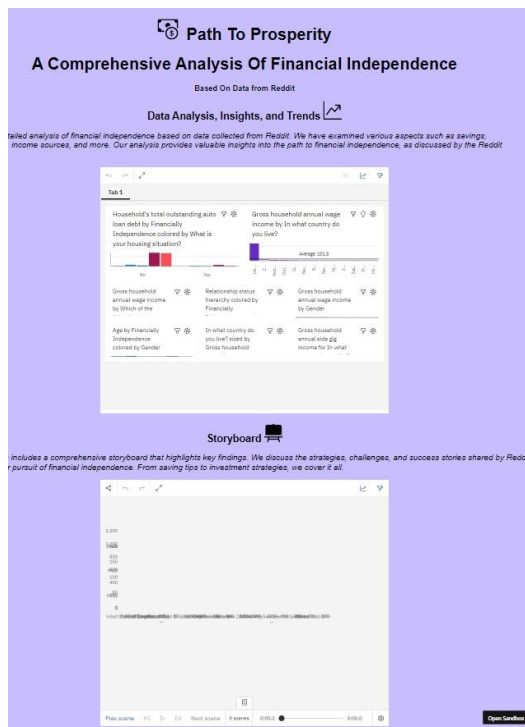 Path To Prosperity
A Comprehensive Analysis Of Financial Independence
Based On Data from Reddit
Data Analysis, Insights, and Trends
tailed analysis of financial independence based on data collected from Reddit. We have examined various aspects such as savings,
income sources, and more. Our analysis provides valuable insights into the path to financial independence, as discussed by the Reddit
Tab 1
Household's total outstanding auto
loan debt by Financially
Independence colored by What is
your housing situation?
No
Yes
Gross household annual wage
income by In what country do
you live?
Average: 101.0
Gross household
annual wage income
by Which of the
Relationship status
hierarchy colored by
Financially
Gross household
annual wage income
by Gender
Age by Financially
Independence
colored by Gender
In what country do
you live? sized by
Gross household
Gross household
annual side gig
income for In what
Storyboard
includes a comprehensive storyboard that highlights key findings. We discuss the strategies, challenges, and success stories shared by Redd
r pursuit of financial independence. From saving tips to investment strategies, we cover it all.
Prev scene
Next scene
9 scenes
0:00.0
0:00.0
Open Sandbox